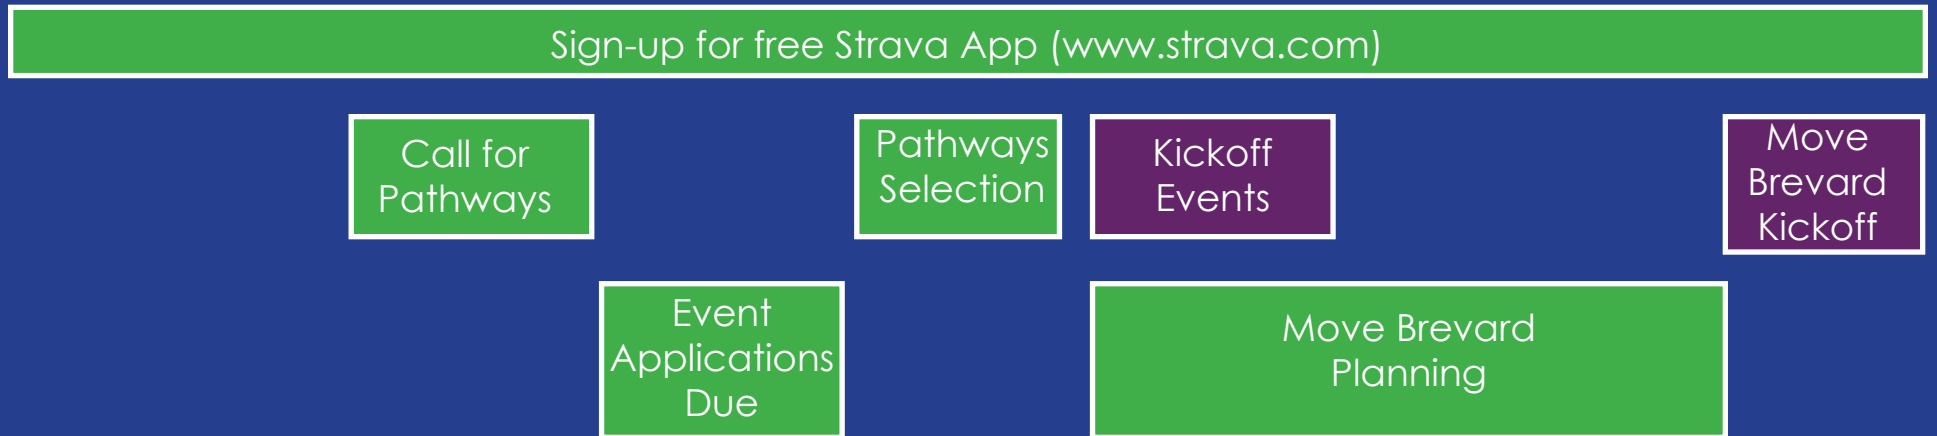 Sign-up for free Strava App (www.strava.com)
Call for
Pathways
Pathways
Selection
Kickoff
Events
Move
Brevard
Kickoff
Event
Applications
Due
Move Brevard
Planning